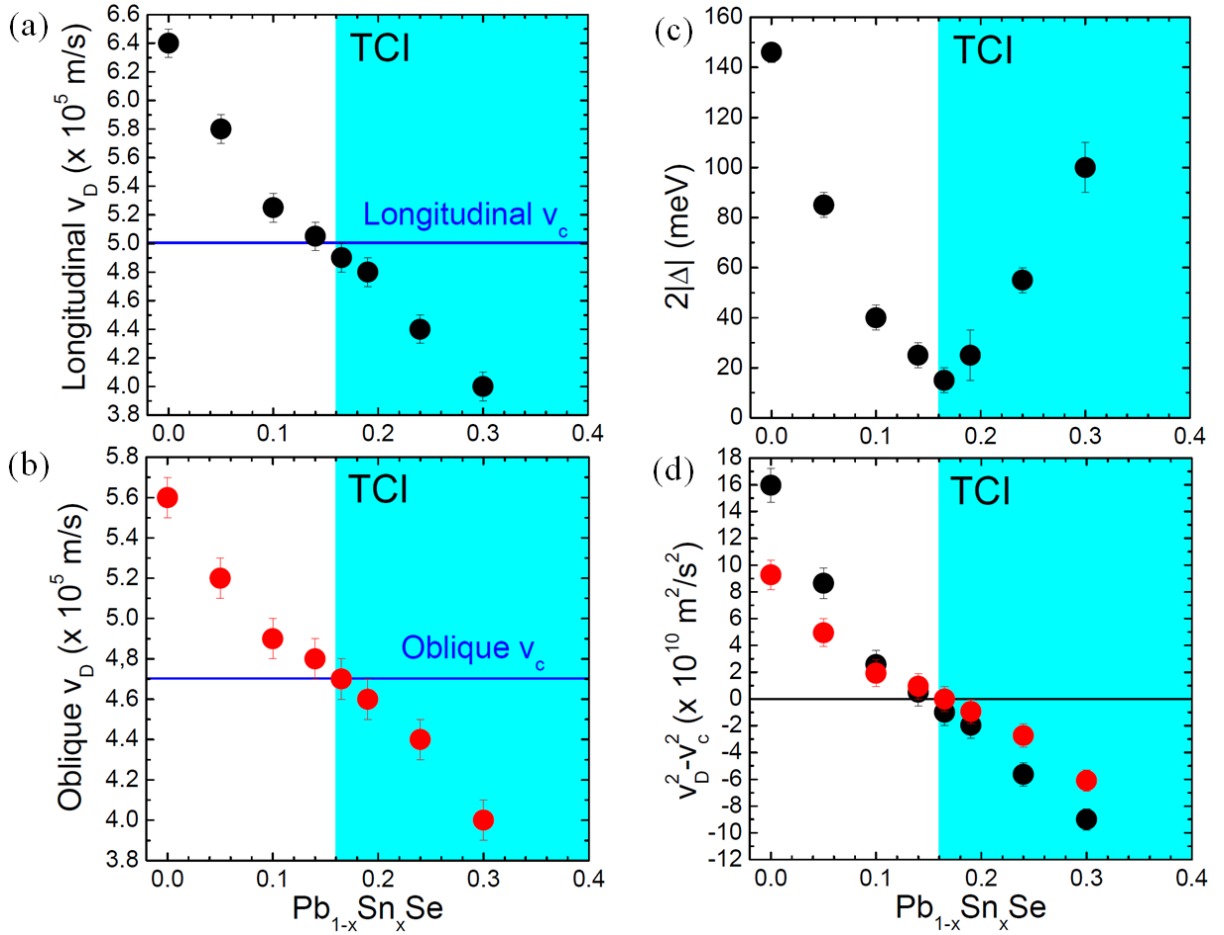 (a)
TCI
Longitudinal v_D (x 10^5 m/s)
6.6
6.4
6.2
6.0
5.8
5.6
5.4
5.2
5.0
4.8
4.6
4.4
4.2
4.0
3.8
Longitudinal v_c
0.0 0.1 0.2 0.3 0.4
(c)
TCI
2|Δ| (meV)
160
140
120
100
80
60
40
20
0
0.0 0.1 0.2 0.3 0.4
(b)
TCI
Oblique v_D (x 10^5 m/s)
5.8
5.6
5.4
5.2
5.0
4.8
4.6
4.4
4.2
4.0
3.8
Oblique v_c
0.0 0.1 0.2 0.3 0.4
Pb_{1-x}Sn_xSe
(d)
TCI
v_D^2-v_c^2 (x 10^{10} m^2/s^2)
18
16
14
12
10
8
6
4
2
0
-2
-4
-6
-8
-10
-12
0.0 0.1 0.2 0.3 0.4
Pb_{1-x}Sn_xSe